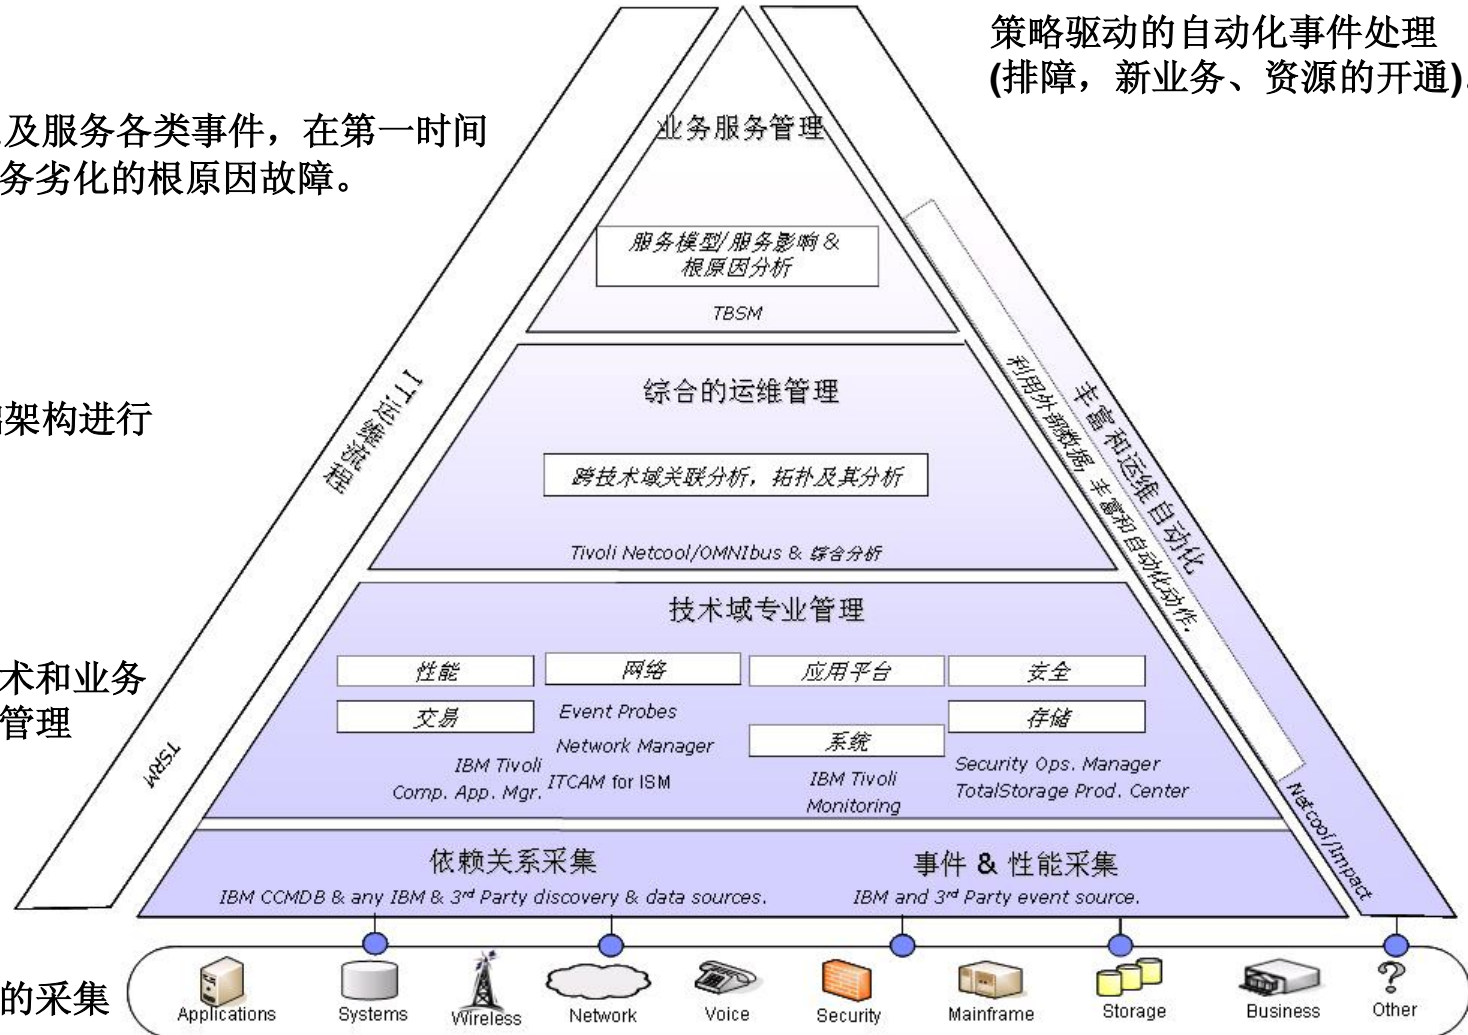 策略驱动的自动化事件处理
(排障，新业务、资源的开通)
及服务各类事件，在第一时间
务劣化的根原因故障。
业务服务管理
服务模型/服务影响 &
根原因分析
TBSM
综合的运维管理
跨技术域关联分析，拓扑及其分析
Tivoli Netcool/OMNIbus & 综合分析
架构进行
IT运维流程
TSRM
利用外部数据，丰富和自动化动作.
丰富和运维自动化
Netcool/Impact
技术域专业管理
性能
网络
应用平台
安全
交易
Event Probes
存储
Network Manager
系统
IBM Tivoli
Comp. App. Mgr.
ITCAM for ISM
IBM Tivoli
Monitoring
Security Ops. Manager
TotalStorage Prod. Center
术和业务
管理
依赖关系采集
事件 & 性能采集
IBM CCMDB & any IBM & 3rd Party discovery & data sources.
IBM and 3rd Party event source.
的采集
Applications
Systems
Wireless
Network
Voice
Security
Mainframe
Storage
Business
Other